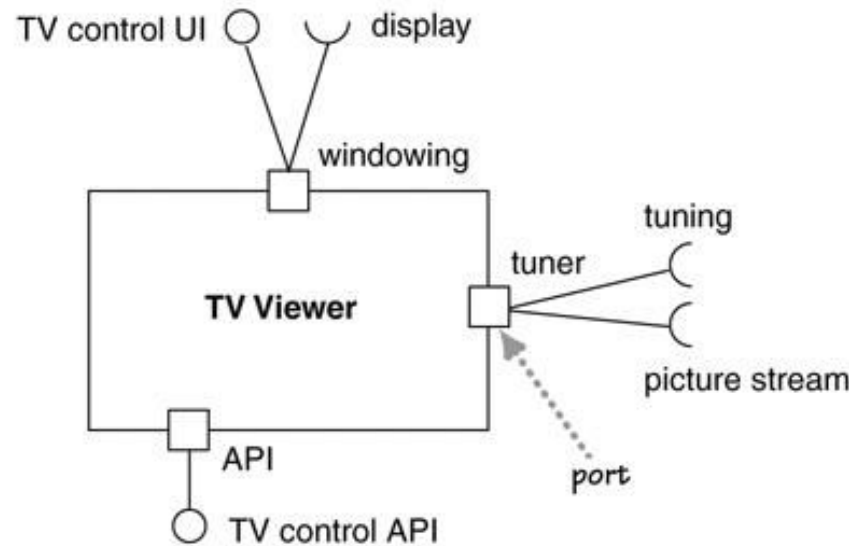 TV control UI
display
windowing
tuning
tuner
TV Viewer
picture stream
API
port
TV control API